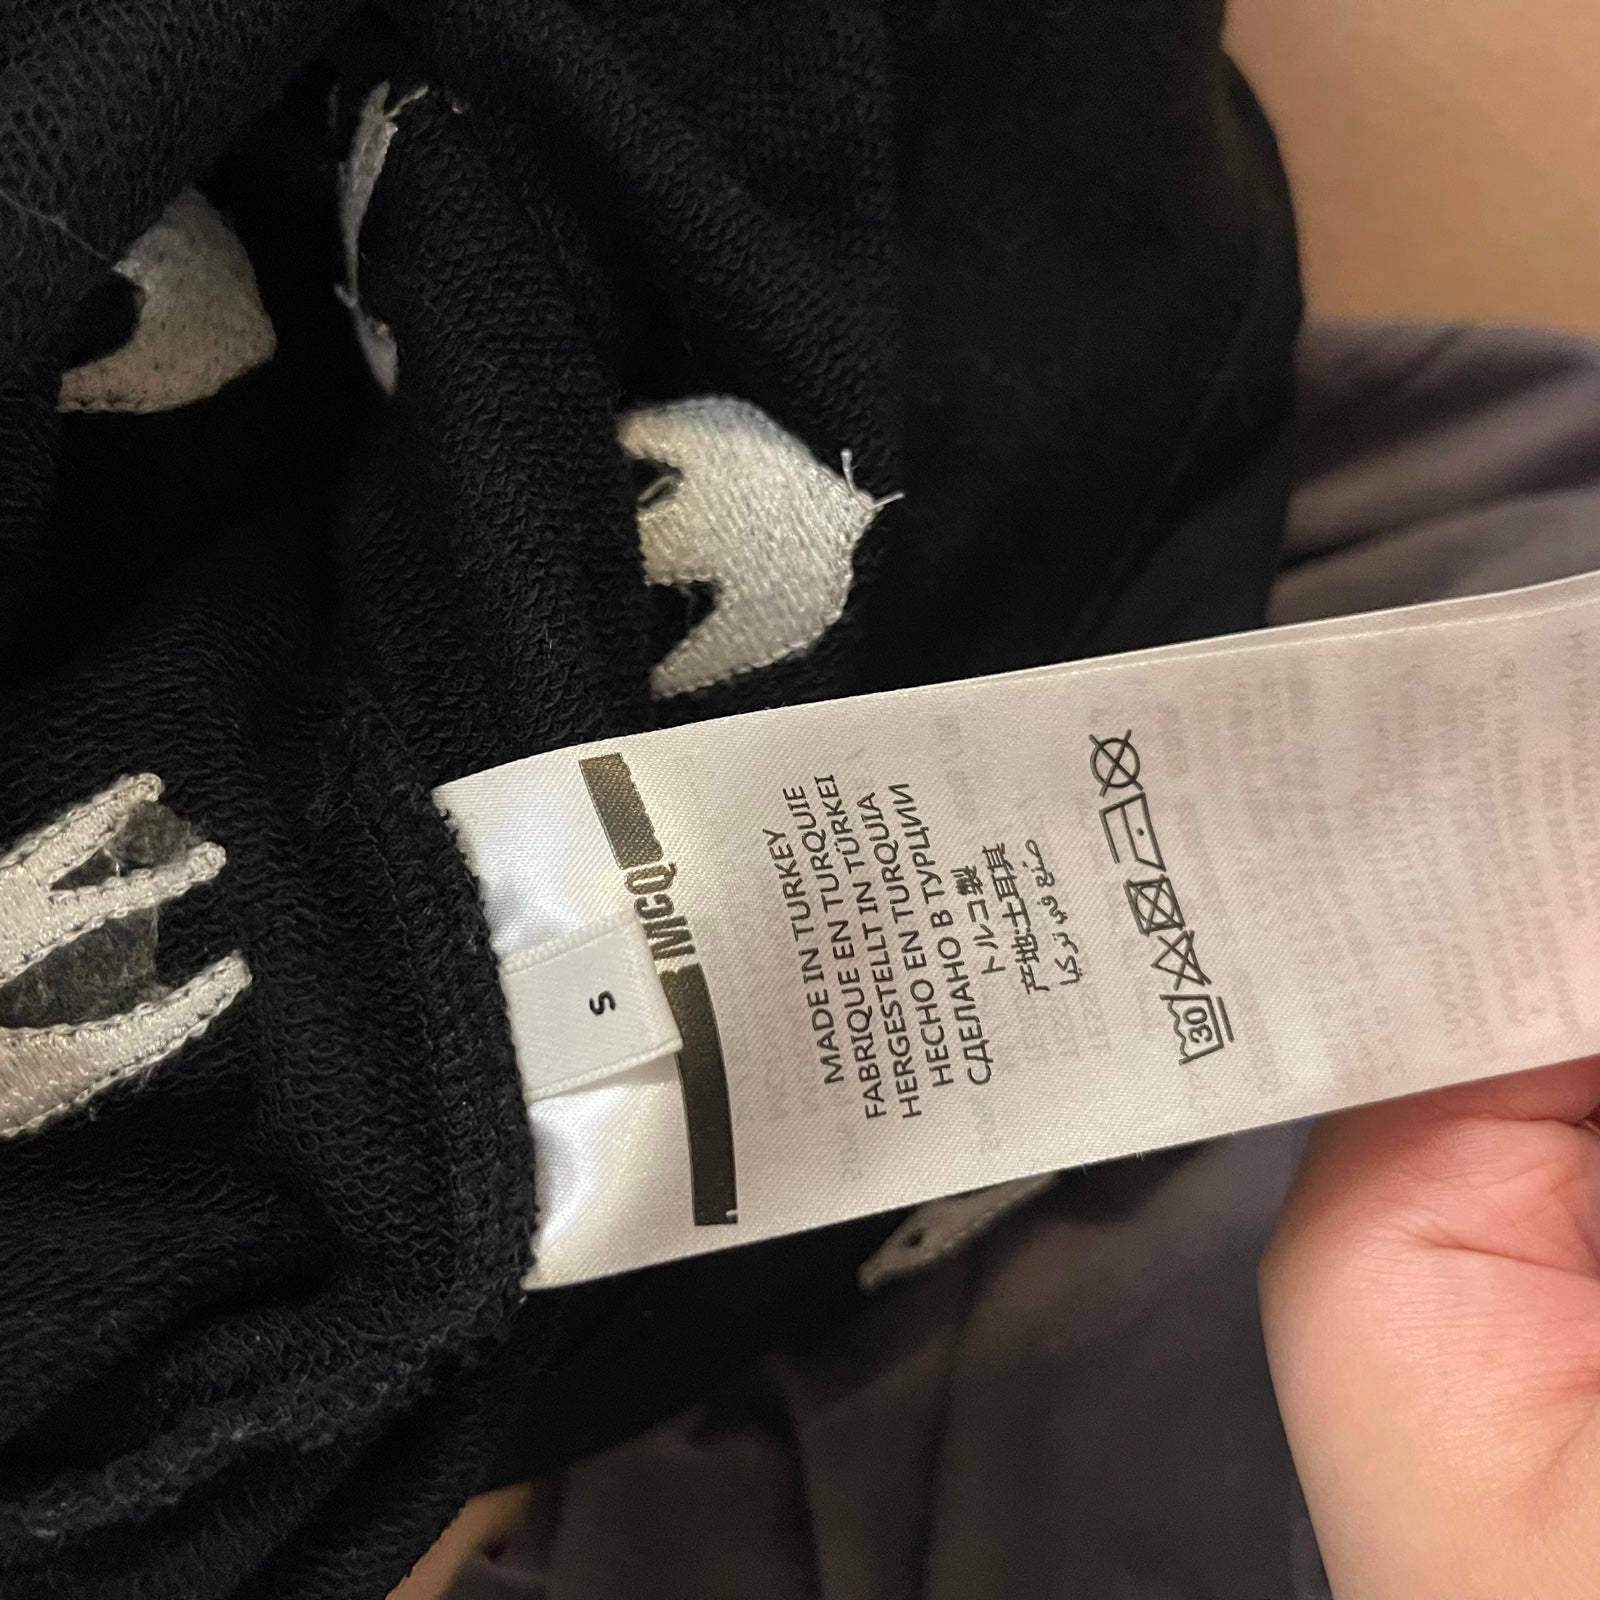 MCQ
S
MADE IN TURKEY
FABRIQUE EN TURQUIE
HERGESTELLT IN TÜRKEI
HECHO EN TURQUIA
СДЕЛАНО В ТУРЦИИ
トルコ製
产地:土耳其
صنع في تركيا
30